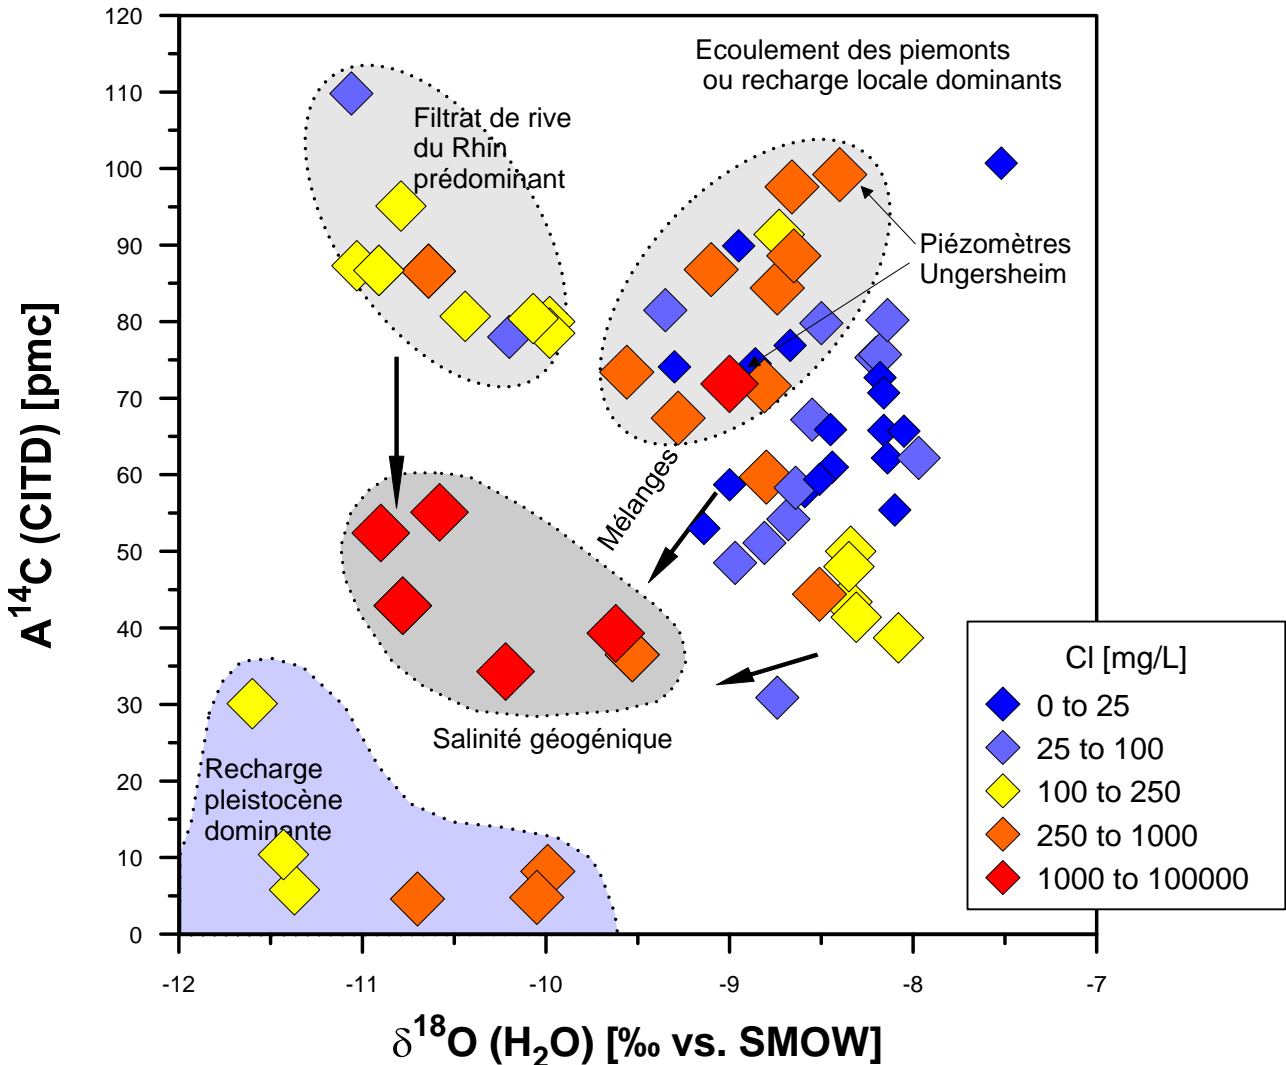 120
110
100
90
80
70
60
50
40
30
20
10
0
-12
-11
-10
-9
-8
-7
A¹⁴C (CITD) [pmc]
δ¹⁸O (H₂O) [‰ vs. SMOW]
Ecoulement des piemonts
ou recharge locale dominants
Filtrat de rive
du Rhin
prédominant
Piézomètres
Ungersheim
Mélanges
Salinité géogénique
Recharge
pleistocène
dominante
Cl [mg/L]
0 to 25
25 to 100
100 to 250
250 to 1000
1000 to 100000